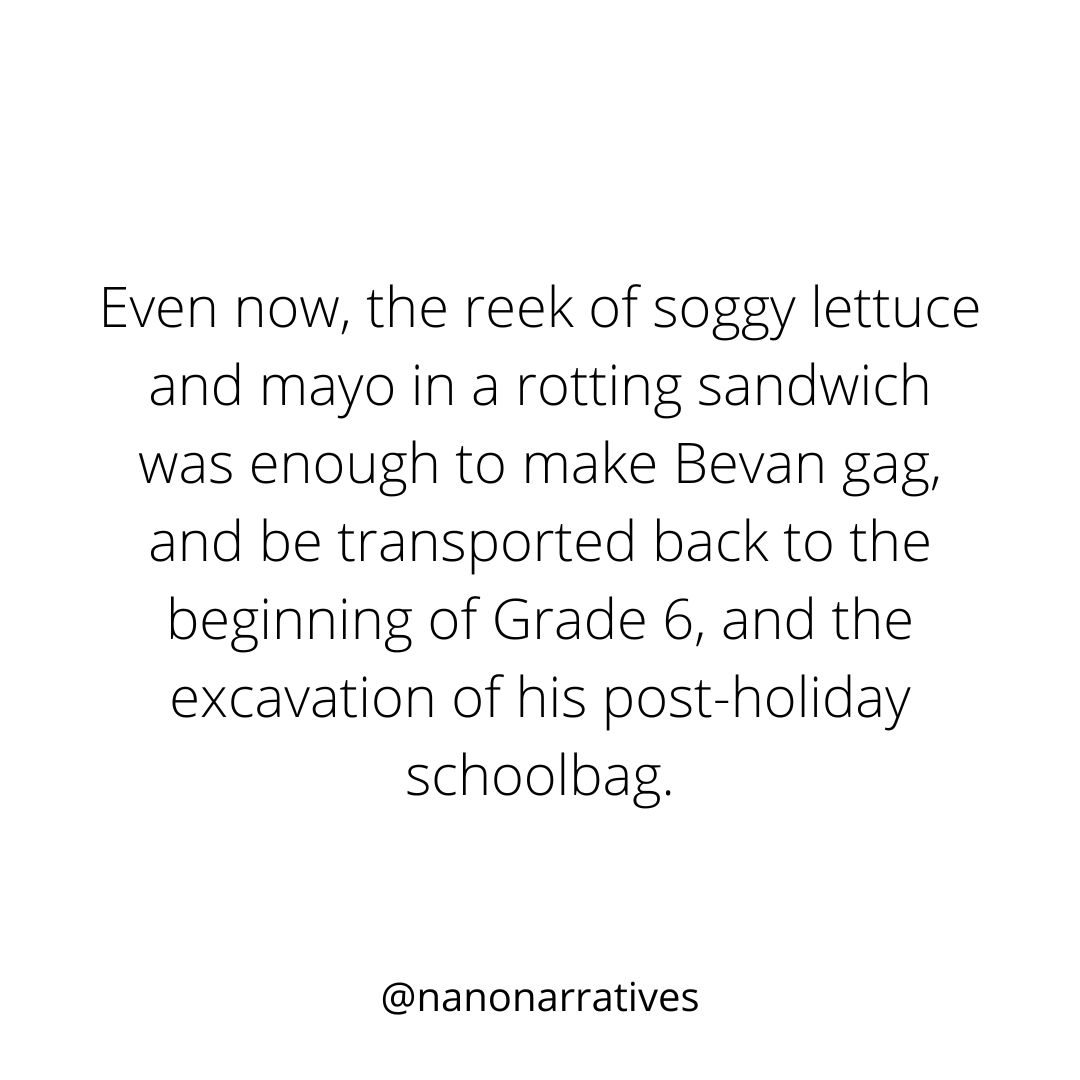 Even now, the reek of soggy lettuce
and mayo in a rotting sandwich
was enough to make Bevan gag,
and be transported back to the
beginning of Grade 6, and the
excavation of his post-holiday
schoolbag.
@nanonarratives